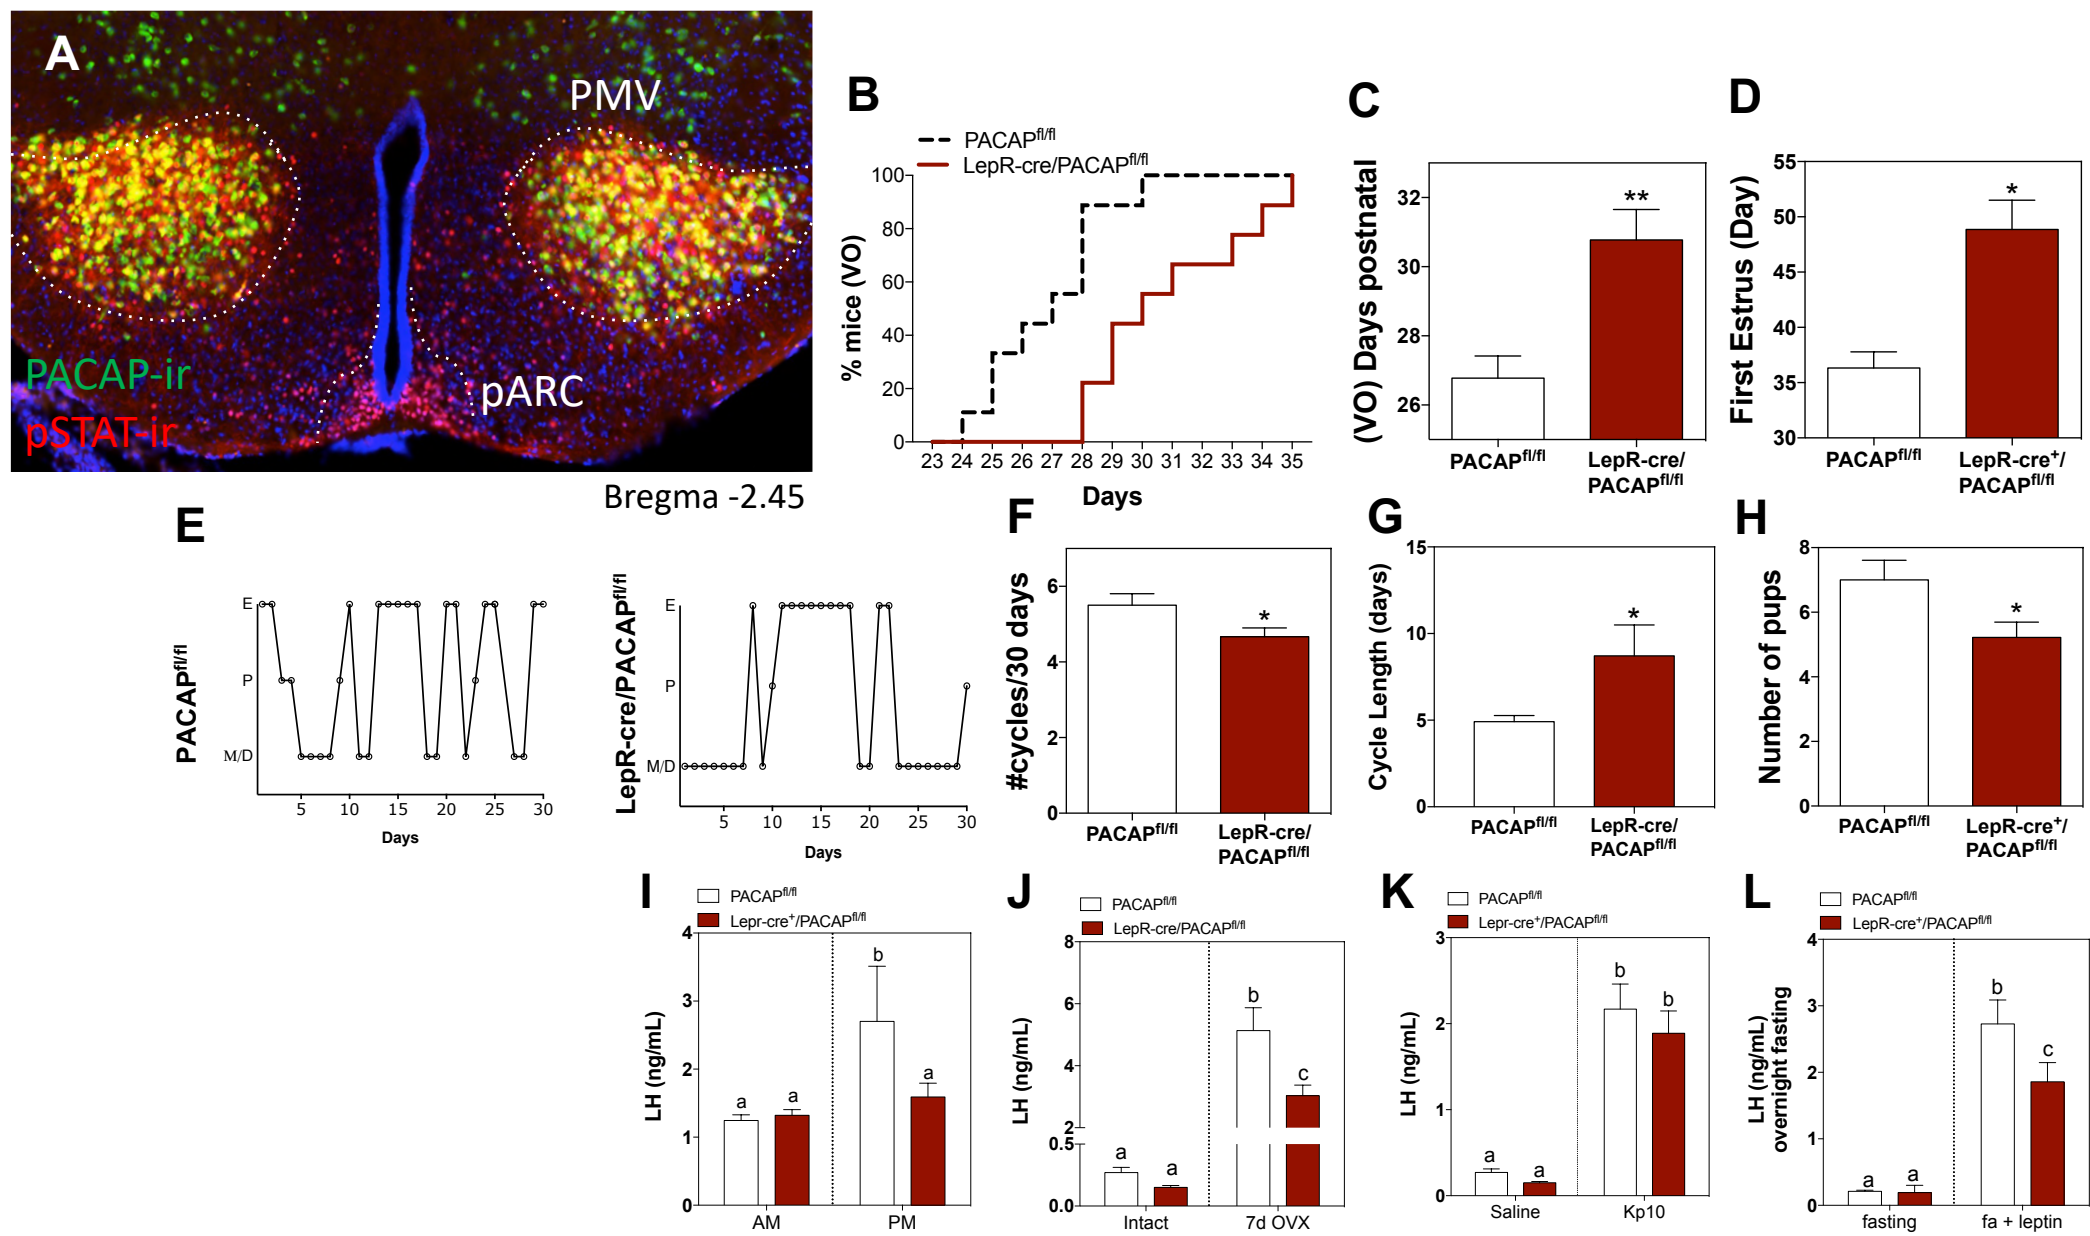 A
PMV
PACAP-ir
pSTAT-ir
pARC
Bregma -2.45
B
PACAPfl/fl
LepR-cre/PACAPfl/fl
% mice (VO)
100
80
60
40
20
0
23 24 25 26 27 28 29 30 31 32 33 34 35
Days
C
(VO) Days postnatal
32
30
28
26
**
PACAPfl/fl
LepR-cre/
PACAPfl/fl
D
First Estrus (Day)
55
50
45
40
35
30
*
PACAPfl/fl
LepR-cre+/
PACAPfl/fl
E
PACAPfl/fl
E
P
M/D
5 10 15 20 25 30
Days
LepR-cre/PACAPfl/fl
E
P
M/D
5 10 15 20 25 30
Days
F
#cycles/30 days
6
4
2
0
*
PACAPfl/fl
LepR-cre/
PACAPfl/fl
G
Cycle Length (days)
15
10
5
0
*
PACAPfl/fl
LepR-cre/
PACAPfl/fl
H
Number of pups
8
6
4
2
0
*
PACAPfl/fl
LepR-cre+/
PACAPfl/fl
I
PACAPfl/fl
Lepr-cre+/PACAPfl/fl
LH (ng/mL)
4
3
2
1
0
a a b a
AM PM
J
PACAPfl/fl
LepR-cre/PACAPfl/fl
LH (ng/mL)
8
6
4
2
0.5
0.0
a a b c
Intact 7d OVX
K
PACAPfl/fl
Lepr-cre+/PACAPfl/fl
LH (ng/mL)
3
2
1
0
a a b b
Saline Kp10
L
PACAPfl/fl
LepR-cre+/PACAPfl/fl
LH (ng/mL)
overnight fasting
4
3
2
1
0
a a b c
fasting fa + leptin